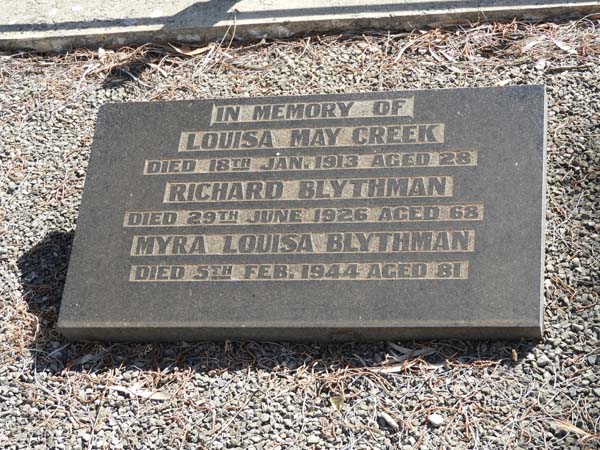 IN MEMORY OF
LOUISA MAY CREEK
DIED 18TH JAN. 1913 AGED 28
RICHARD BLYTHMAN
DIED 29TH JUNE 1926 AGED 68
MYRA LOUISA BLYTHMAN
DIED 5TH FEB. 1944 AGED 81